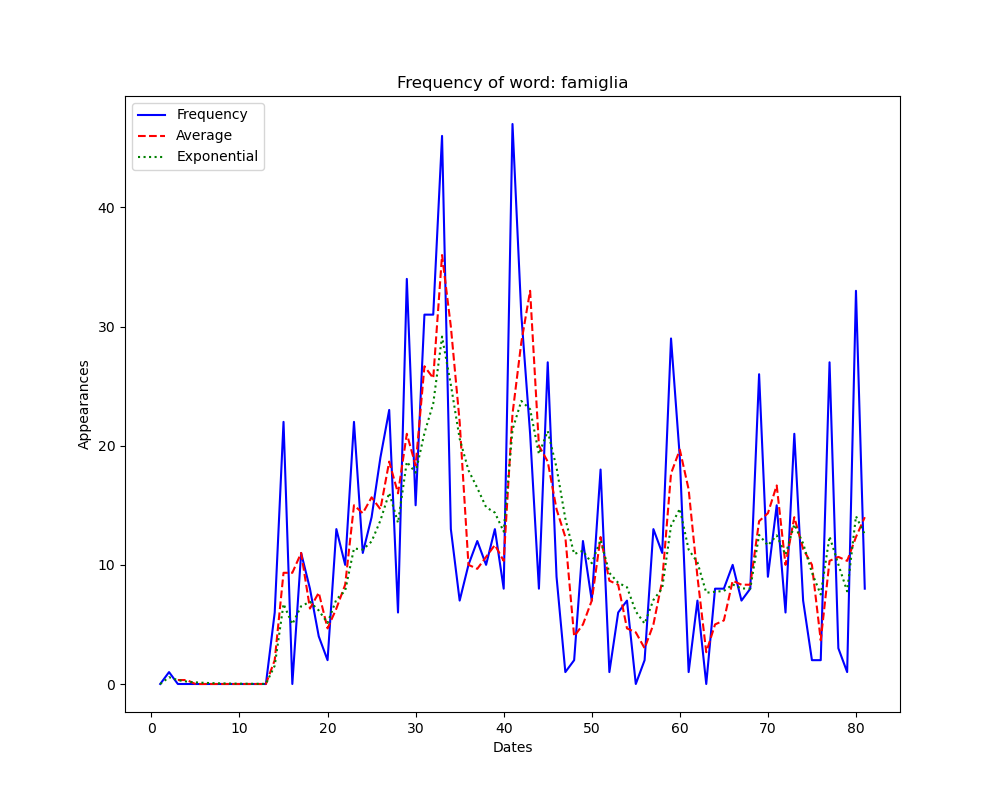 Frequency of word: famiglia
Frequency
Average
Exponential
Appearances
40
30
20
10
0
0 10 20 30 40 50 60 70 80
Dates